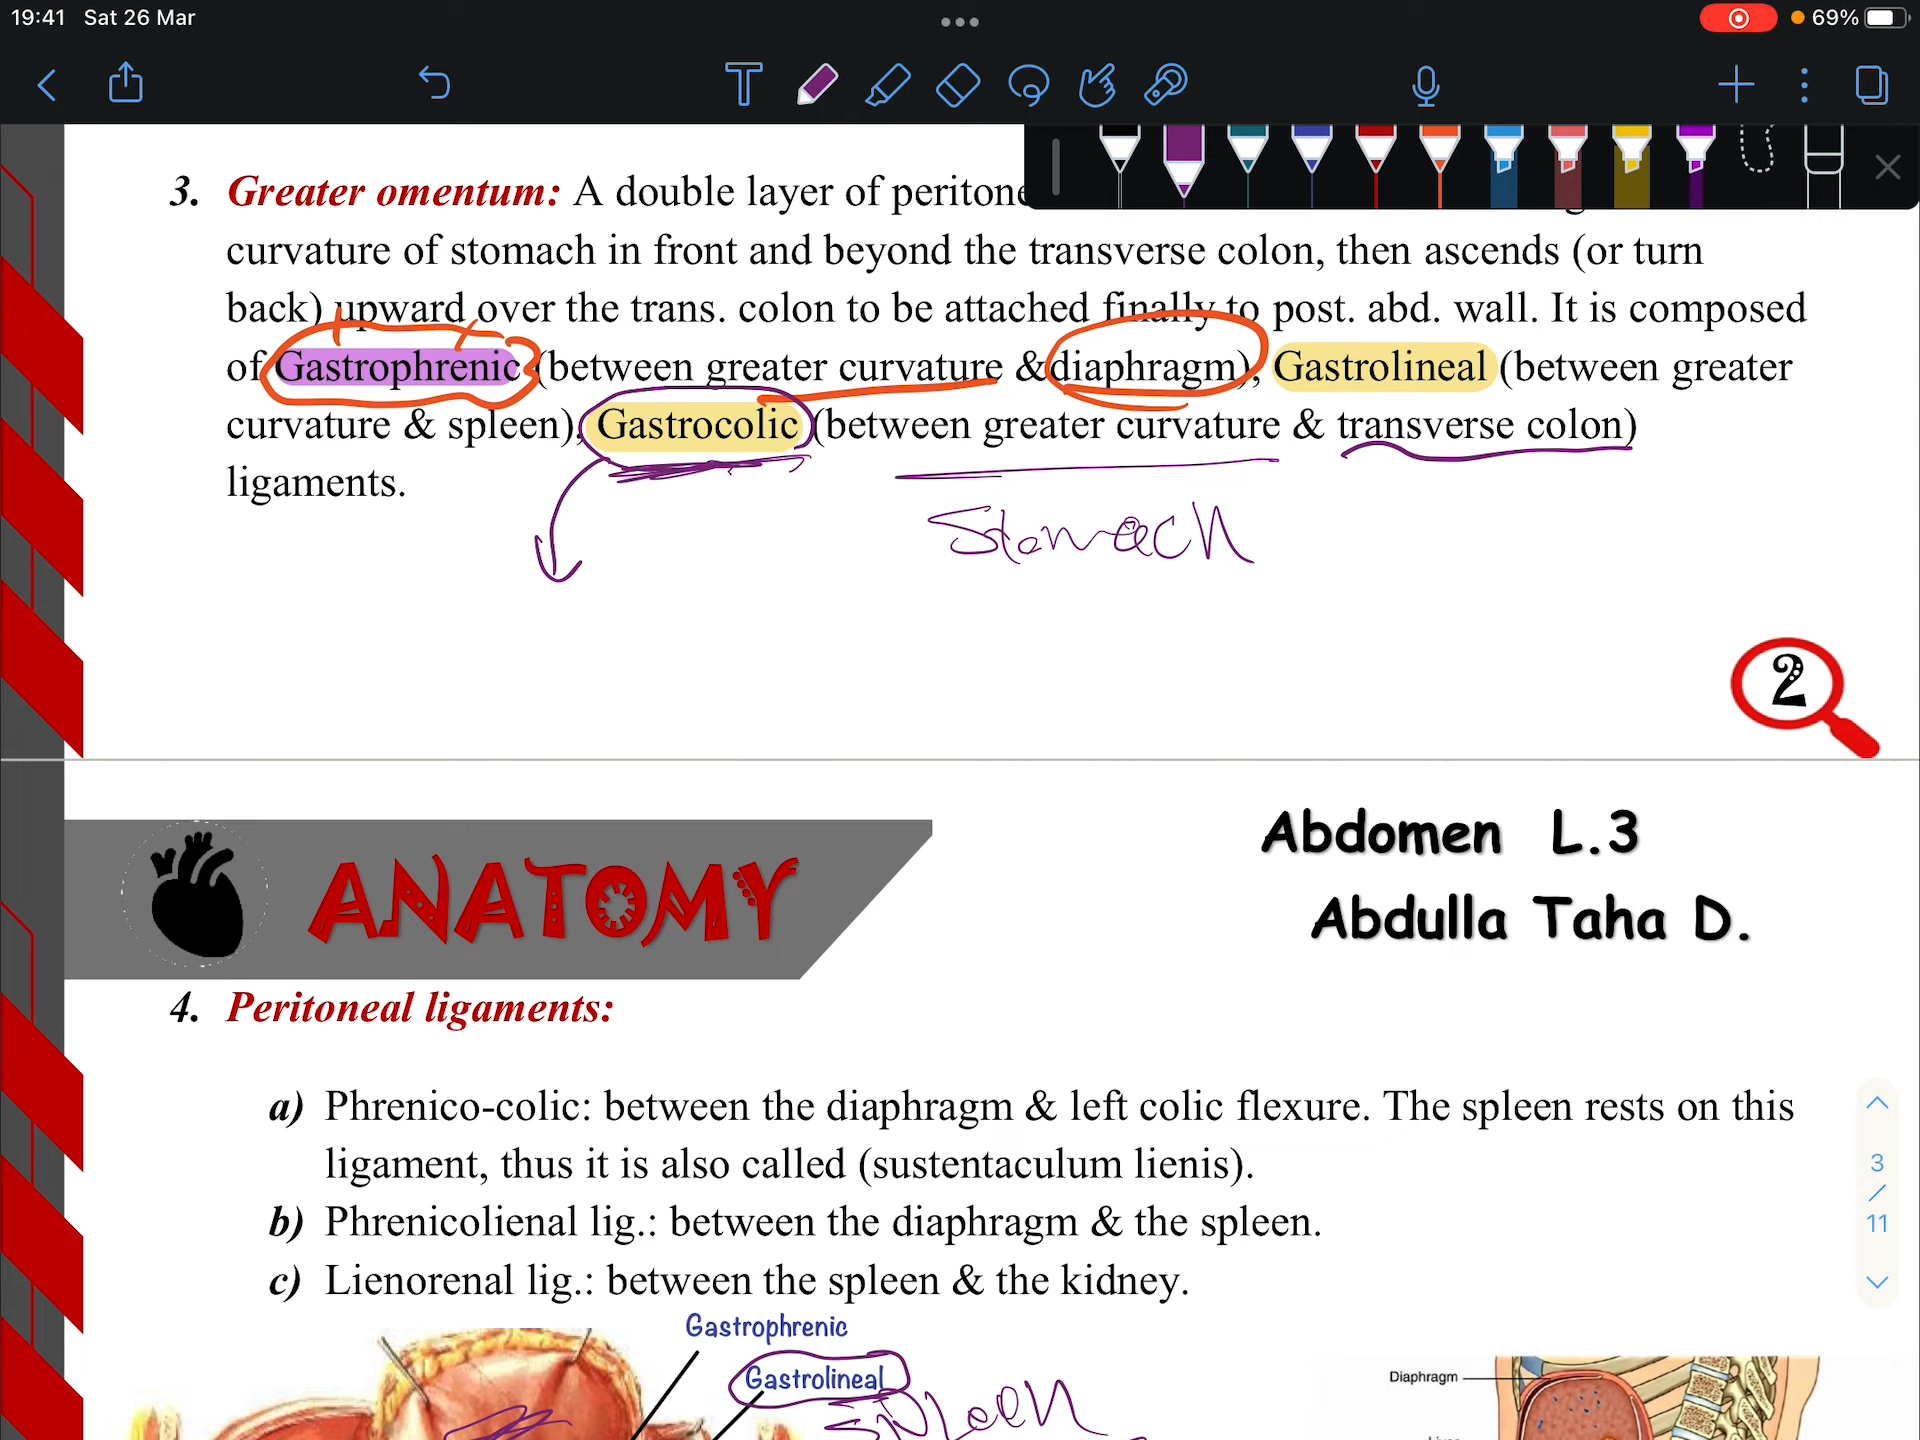 19:41 Sat 26 Mar
69%
3. Greater omentum: A double layer of peritone
curvature of stomach in front and beyond the transverse colon, then ascends (or turn
back) upward over the trans. colon to be attached finally to post. abd. wall. It is composed
of Gastrophrenic (between greater curvature &diaphragm), Gastrolineal (between greater
curvature & spleen), Gastrocolic (between greater curvature & transverse colon)
ligaments.
Stomach
2
ANATOMY
Abdomen L.3
Abdulla Taha D.
4. Peritoneal ligaments:
a) Phrenico-colic: between the diaphragm & left colic flexure. The spleen rests on this
ligament, thus it is also called (sustentaculum lienis).
b) Phrenicolienal lig.: between the diaphragm & the spleen.
c) Lienorenal lig.: between the spleen & the kidney.
3
/
11
Gastrophrenic
Gastrolineal
Spleen
Diaphragm